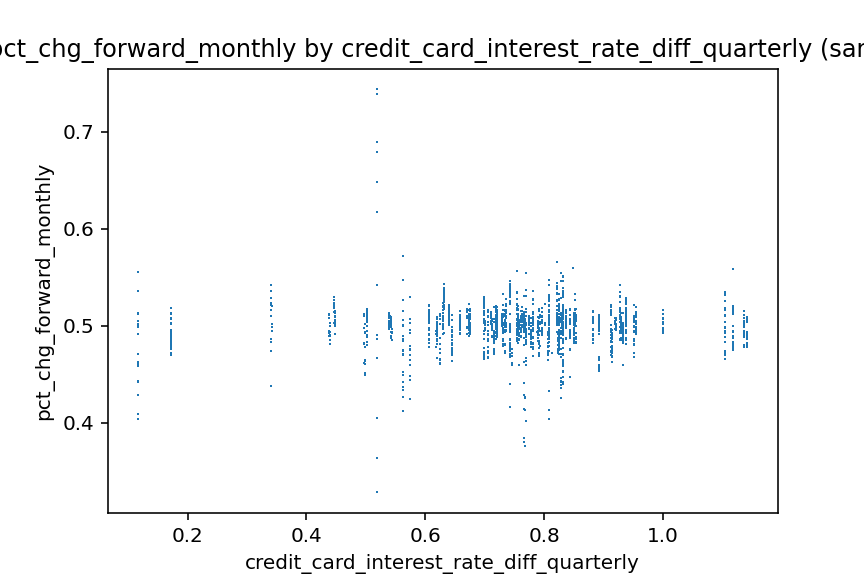 pct_chg_forward_monthly by credit_card_interest_rate_diff_quarterly
0.7
0.6
0.5
0.4
pct_chg_forward_monthly
0.2 0.4 0.6 0.8 1.0
credit_card_interest_rate_diff_quarterly